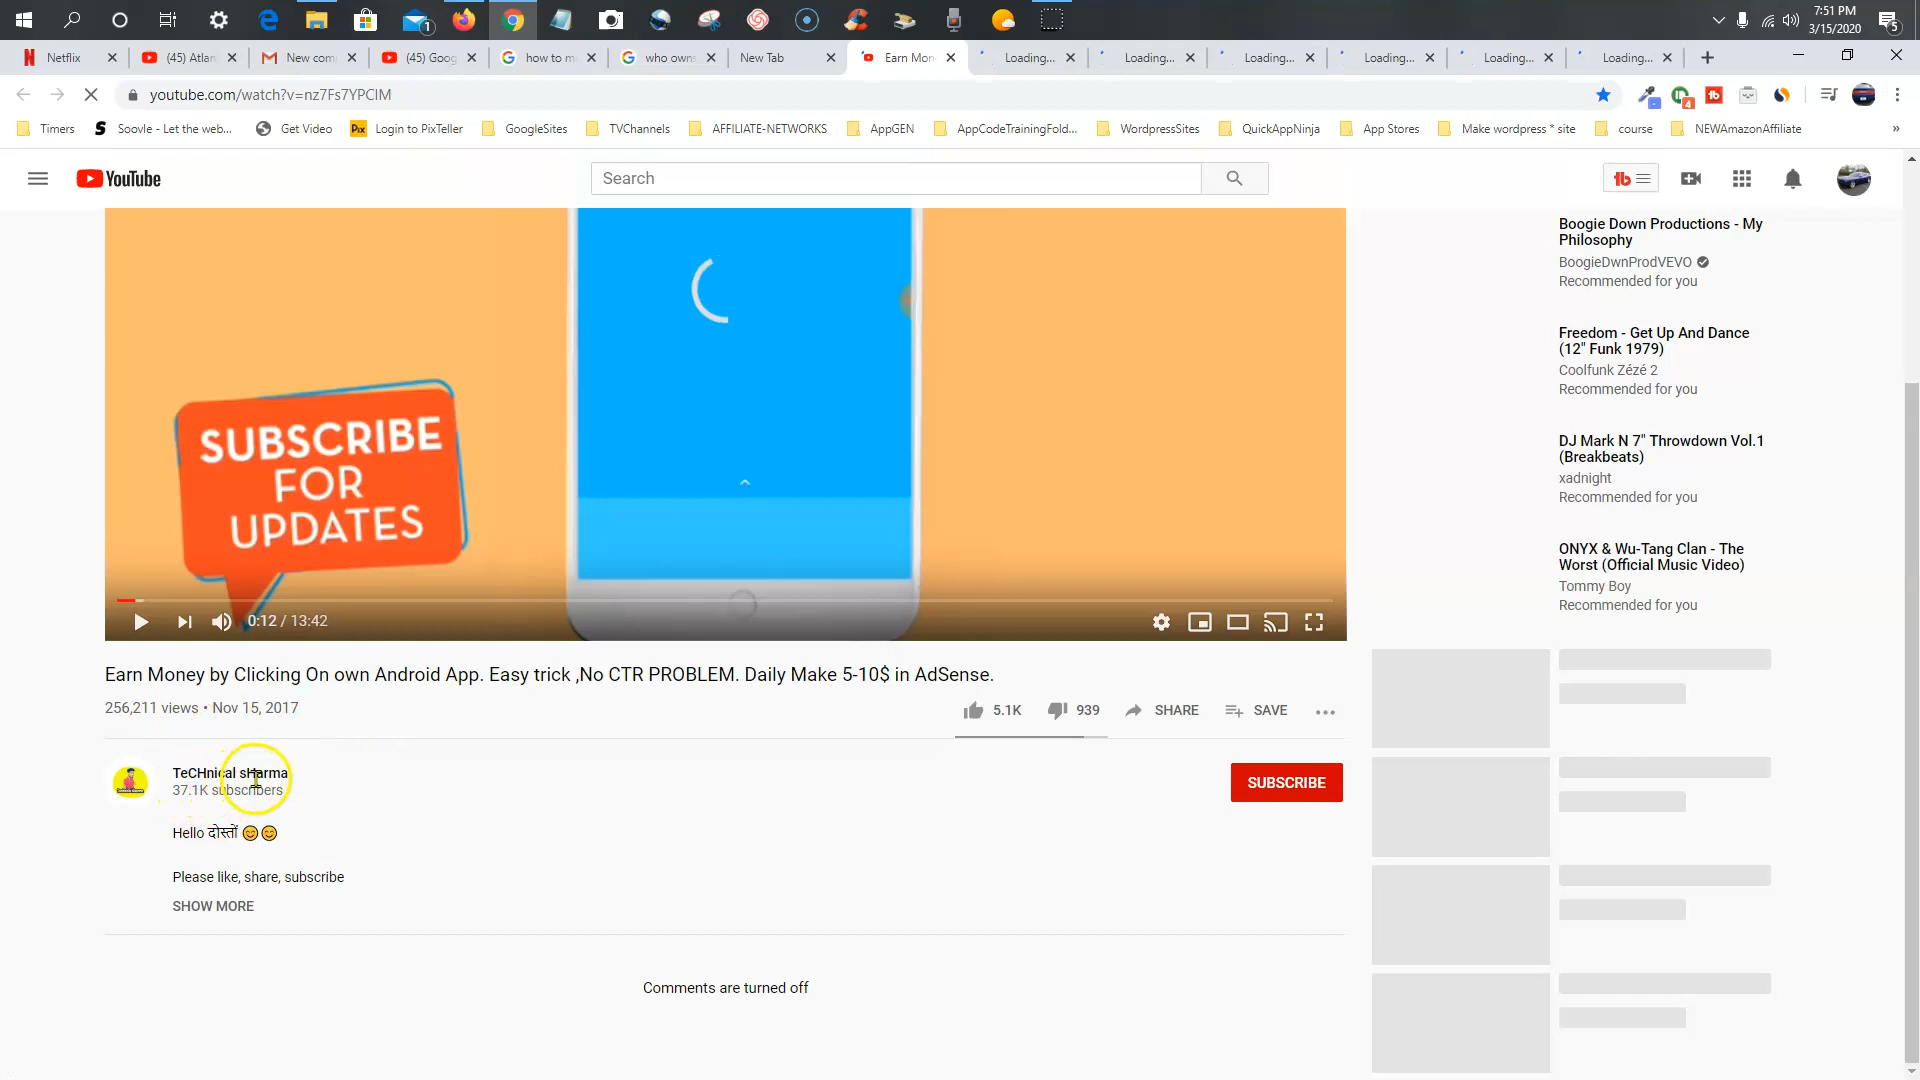 7:51 PM
3/15/2020
1
5
Netflix
(45) Atlan
New com
(45) Goog
how to m
who owns
New Tab
Earn Mon
Loading...
Loading...
Loading...
Loading...
Loading...
Loading...
youtube.com/watch?v=nz7Fs7YPCIM
4
Timers
Soovle - Let the web...
Get Video
Pix
Login to PixTeller
GoogleSites
TVChannels
AFFILIATE-NETWORKS
AppGEN
AppCodeTrainingFold...
WordpressSites
QuickAppNinja
App Stores
Make wordpress * site
course
NEWAmazonAffiliate
»
YouTube
Search
SUBSCRIBE
FOR
UPDATES
0:12 / 13:42
Earn Money by Clicking On own Android App. Easy trick ,No CTR PROBLEM. Daily Make 5-10$ in AdSense.
256,211 views • Nov 15, 2017
5.1K
939
SHARE
SAVE
TeCHnical sHarma
37.1K subscribers
SUBSCRIBE
Hello दोस्तों 😊😊
Please like, share, subscribe
SHOW MORE
Comments are turned off
Boogie Down Productions - My
Philosophy
BoogieDwnProdVEVO
Recommended for you
Freedom - Get Up And Dance
(12" Funk 1979)
Coolfunk Zézé 2
Recommended for you
DJ Mark N 7" Throwdown Vol.1
(Breakbeats)
xadnight
Recommended for you
ONYX & Wu-Tang Clan - The
Worst (Official Music Video)
Tommy Boy
Recommended for you